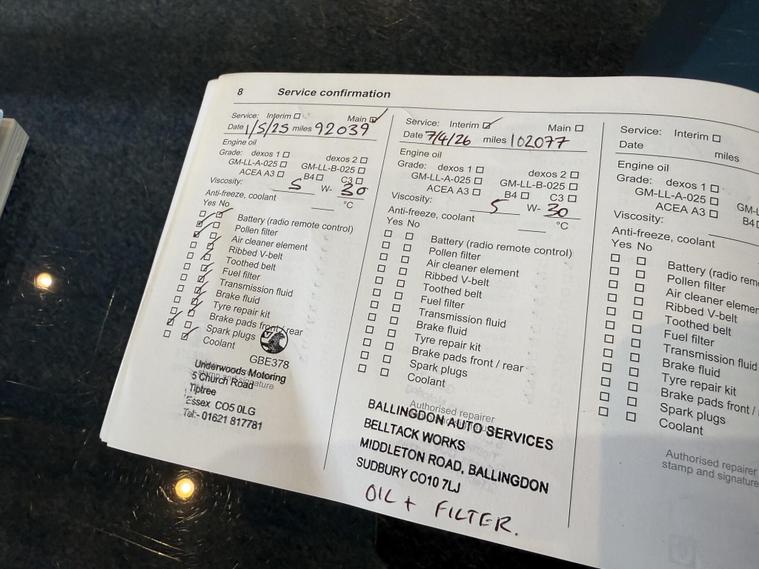 8 Service confirmation
Service: Interim ☐ Main ☑
Date 1/5/25 miles 92039
Engine oil
Grade: dexos 1 ☐ dexos 2 ☐
GM-LL-A-025 ☐ GM-LL-B-025 ☐
ACEA A3 ☐ B4 ☐ C3 ☐
Viscosity: 5 W- 30
Anti-freeze, coolant °C
Yes No
Battery (radio remote control)
Pollen filter
Air cleaner element
Ribbed V-belt
Toothed belt
Fuel filter
Transmission fluid
Brake fluid
Tyre repair kit
Brake pads front / rear
Spark plugs
Coolant
GBE378
Underwoods Motoring
stamp and signature
5 Church Road
Tiptree
Essex CO5 0LG
Tel:- 01621 817781
Service: Interim ☑ Main ☐
Date 7/4/26 miles 102077
Engine oil
Grade: dexos 1 ☐ dexos 2 ☐
GM-LL-A-025 ☐ GM-LL-B-025 ☐
ACEA A3 ☐ B4 ☐ C3 ☐
Viscosity: 5 W- 30
Anti-freeze, coolant °C
Yes No
☐ ☐ Battery (radio remote control)
☐ ☐ Pollen filter
☐ ☐ Air cleaner element
☐ ☐ Ribbed V-belt
☐ ☐ Toothed belt
☐ ☐ Fuel filter
☐ ☐ Transmission fluid
☐ ☐ Brake fluid
☐ ☐ Tyre repair kit
☐ ☐ Brake pads front / rear
☐ ☐ Spark plugs
☐ ☐ Coolant
Authorised repairer
BALLINGDON AUTO SERVICES
BELLTACK WORKS
MIDDLETON ROAD, BALLINGDON
SUDBURY CO10 7LJ
OIL + FILTER.
Service: Interim ☐
Date miles
Engine oil
Grade: dexos 1 ☐
GM-LL-A-025 ☐ GM-L
ACEA A3 ☐ B4
Viscosity:
Anti-freeze, coolant
Yes No
☐ ☐ Battery (radio rem
☐ ☐ Pollen filter
☐ ☐ Air cleaner eleme
☐ ☐ Ribbed V-belt
☐ ☐ Toothed belt
☐ ☐ Fuel filter
☐ ☐ Transmission fluid
☐ ☐ Brake fluid
☐ ☐ Tyre repair kit
☐ ☐ Brake pads front /
☐ ☐ Spark plugs
☐ ☐ Coolant
Authorised repairer
stamp and signature